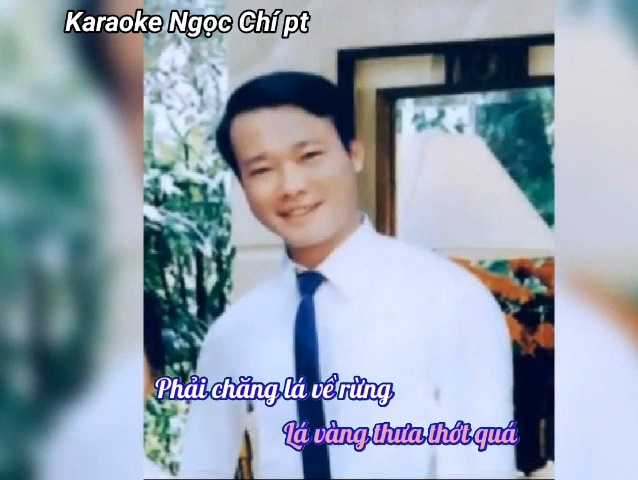 Karaoke Ngọc Chí pt
Phải chăng lá về rừng
Lá vàng thưa thớt quá